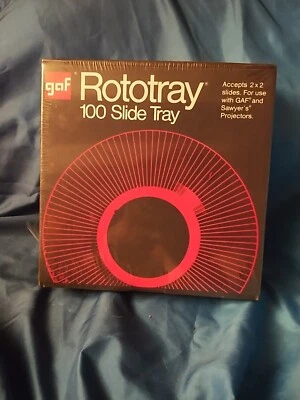 gaf
Rototray®
100 Slide Tray
Accepts 2x2
slides. For use
with GAF® and
Sawyer's®
Projectors.